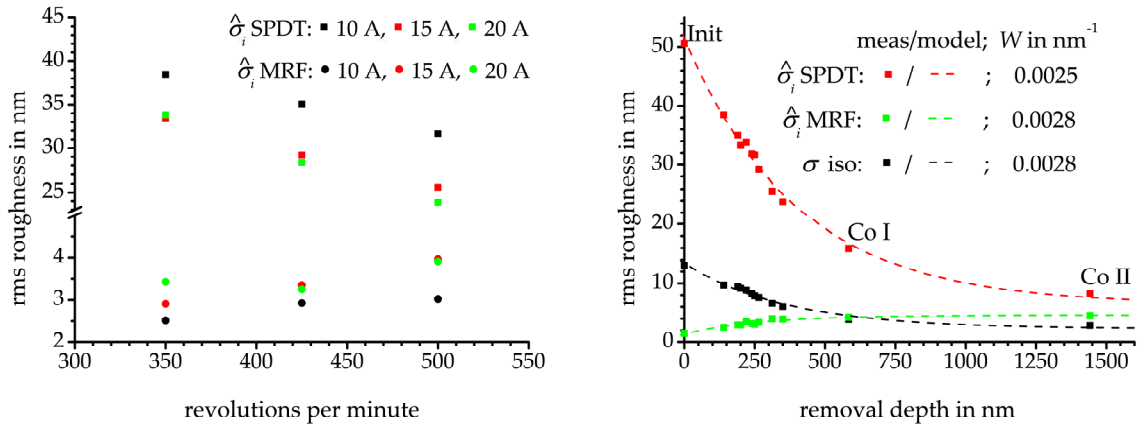 45
40
35
30
25
4
3
2
rms roughness in nm
σ̂ᵢ SPDT: 10 A, 15 A, 20 A
σ̂ᵢ MRF: 10 A, 15 A, 20 A
300 350 400 450 500 550
revolutions per minute
50
40
30
20
10
0
rms roughness in nm
Init
meas/model; W in nm⁻¹
σ̂ᵢ SPDT: / ; 0.0025
σ̂ᵢ MRF: / ; 0.0028
σ iso: / ; 0.0028
Co I
Co II
0 250 500 750 1000 1250 1500
removal depth in nm